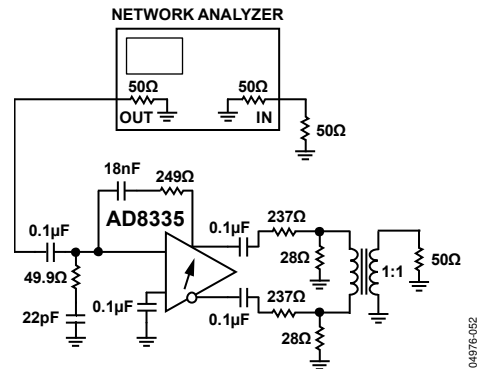 NETWORK ANALYZER
50Ω
50Ω
OUT
IN
50Ω
18nF
249Ω
AD8335
0.1µF
0.1µF
237Ω
49.9Ω
28Ω
1:1
50Ω
22pF
0.1µF
0.1µF
237Ω
28Ω
04976-052